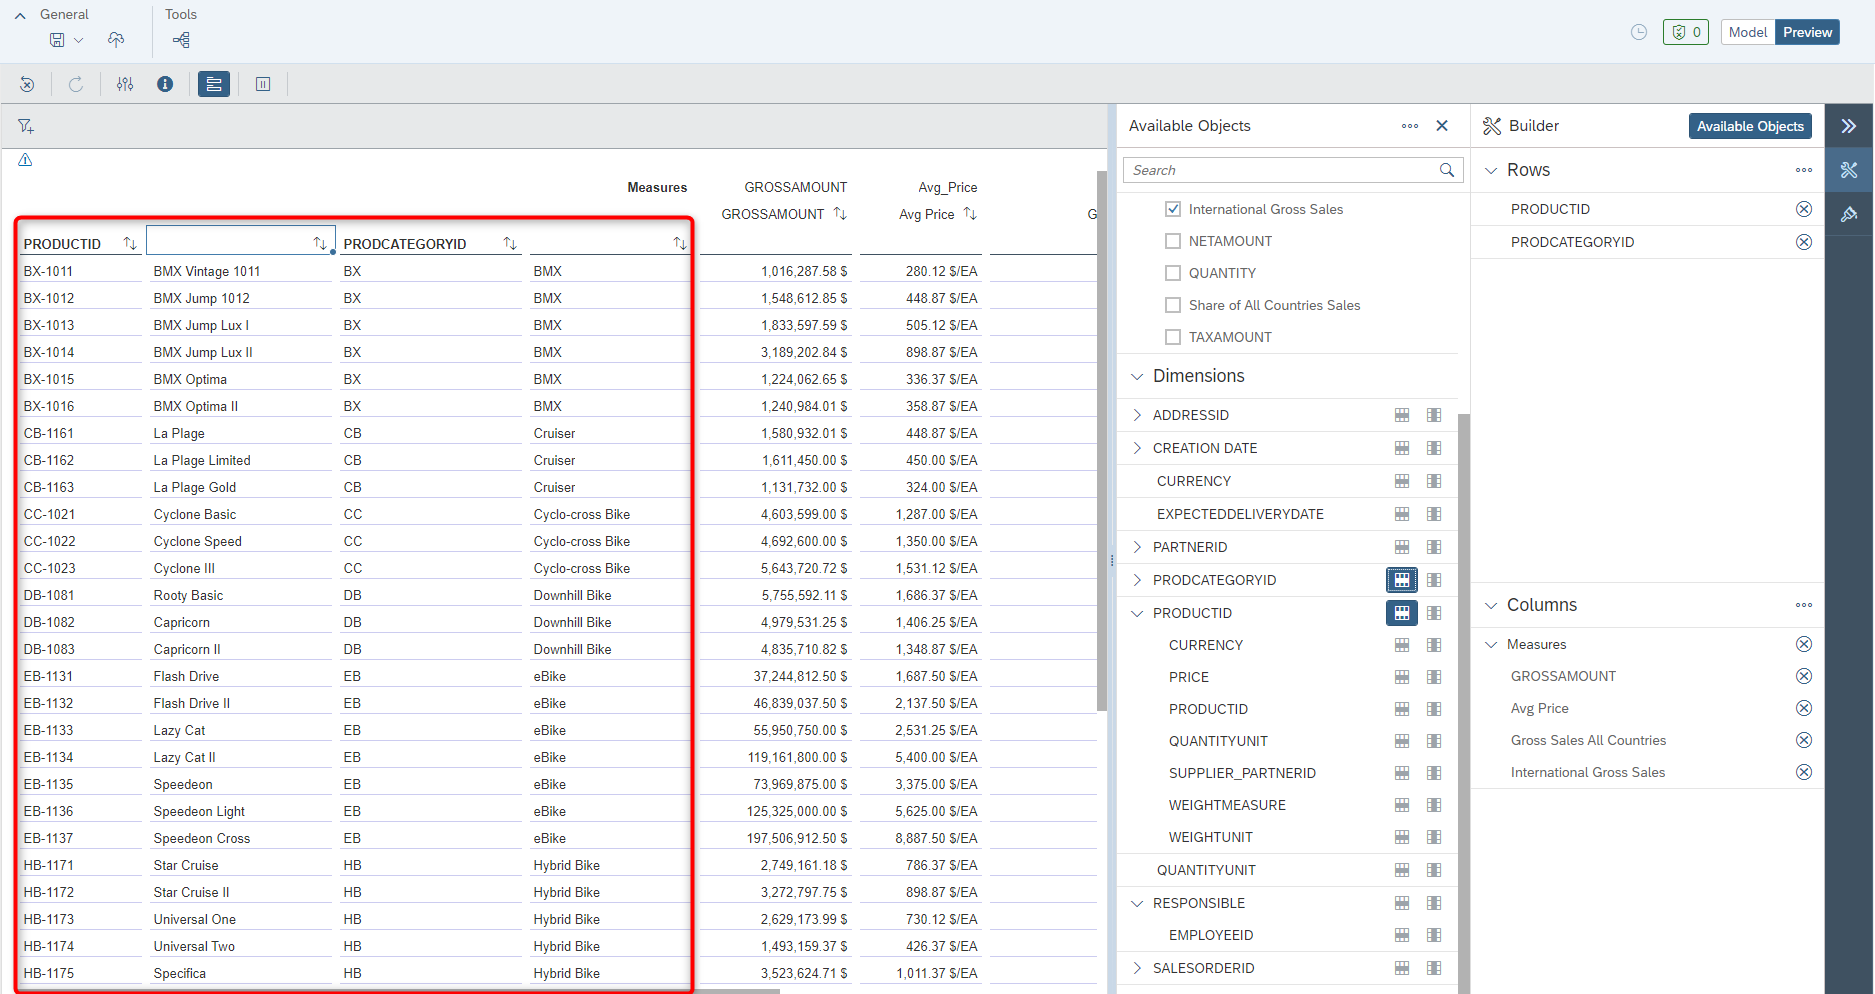 General Tools
0 Model Preview
Measures GROSSAMOUNT Avg_Price
GROSSAMOUNT Avg Price G
PRODUCTID PRODCATEGORYID
BX-1011 BMX Vintage 1011 BX BMX 1,016,287.58 $ 280.12 $/EA
BX-1012 BMX Jump 1012 BX BMX 1,548,612.85 $ 448.87 $/EA
BX-1013 BMX Jump Lux I BX BMX 1,833,597.59 $ 505.12 $/EA
BX-1014 BMX Jump Lux II BX BMX 3,189,202.84 $ 898.87 $/EA
BX-1015 BMX Optima BX BMX 1,224,062.65 $ 336.37 $/EA
BX-1016 BMX Optima II BX BMX 1,240,984.01 $ 358.87 $/EA
CB-1161 La Plage CB Cruiser 1,580,932.01 $ 448.87 $/EA
CB-1162 La Plage Limited CB Cruiser 1,611,450.00 $ 450.00 $/EA
CB-1163 La Plage Gold CB Cruiser 1,131,732.00 $ 324.00 $/EA
CC-1021 Cyclone Basic CC Cyclo-cross Bike 4,603,599.00 $ 1,287.00 $/EA
CC-1022 Cyclone Speed CC Cyclo-cross Bike 4,692,600.00 $ 1,350.00 $/EA
CC-1023 Cyclone III CC Cyclo-cross Bike 5,643,720.72 $ 1,531.12 $/EA
DB-1081 Rooty Basic DB Downhill Bike 5,755,592.11 $ 1,686.37 $/EA
DB-1082 Capricorn DB Downhill Bike 4,979,531.25 $ 1,406.25 $/EA
DB-1083 Capricorn II DB Downhill Bike 4,835,710.82 $ 1,348.87 $/EA
EB-1131 Flash Drive EB eBike 37,244,812.50 $ 1,687.50 $/EA
EB-1132 Flash Drive II EB eBike 46,839,037.50 $ 2,137.50 $/EA
EB-1133 Lazy Cat EB eBike 55,950,750.00 $ 2,531.25 $/EA
EB-1134 Lazy Cat II EB eBike 119,161,800.00 $ 5,400.00 $/EA
EB-1135 Speedeon EB eBike 73,969,875.00 $ 3,375.00 $/EA
EB-1136 Speedeon Light EB eBike 125,325,000.00 $ 5,625.00 $/EA
EB-1137 Speedeon Cross EB eBike 197,506,912.50 $ 8,887.50 $/EA
HB-1171 Star Cruise HB Hybrid Bike 2,749,161.18 $ 786.37 $/EA
HB-1172 Star Cruise II HB Hybrid Bike 3,272,797.75 $ 898.87 $/EA
HB-1173 Universal One HB Hybrid Bike 2,629,173.99 $ 730.12 $/EA
HB-1174 Universal Two HB Hybrid Bike 1,493,159.37 $ 426.37 $/EA
HB-1175 Specifica HB Hybrid Bike 3,523,624.71 $ 1,011.37 $/EA
Available Objects
Search
International Gross Sales
NETAMOUNT
QUANTITY
Share of All Countries Sales
TAXAMOUNT
Dimensions
ADDRESSID
CREATION DATE
CURRENCY
EXPECTEDDELIVERYDATE
PARTNERID
PRODCATEGORYID
PRODUCTID
CURRENCY
PRICE
PRODUCTID
QUANTITYUNIT
SUPPLIER_PARTNERID
WEIGHTMEASURE
WEIGHTUNIT
QUANTITYUNIT
RESPONSIBLE
EMPLOYEEID
SALESORDERID
Builder Available Objects
Rows
PRODUCTID
PRODCATEGORYID
Columns
Measures
GROSSAMOUNT
Avg Price
Gross Sales All Countries
International Gross Sales